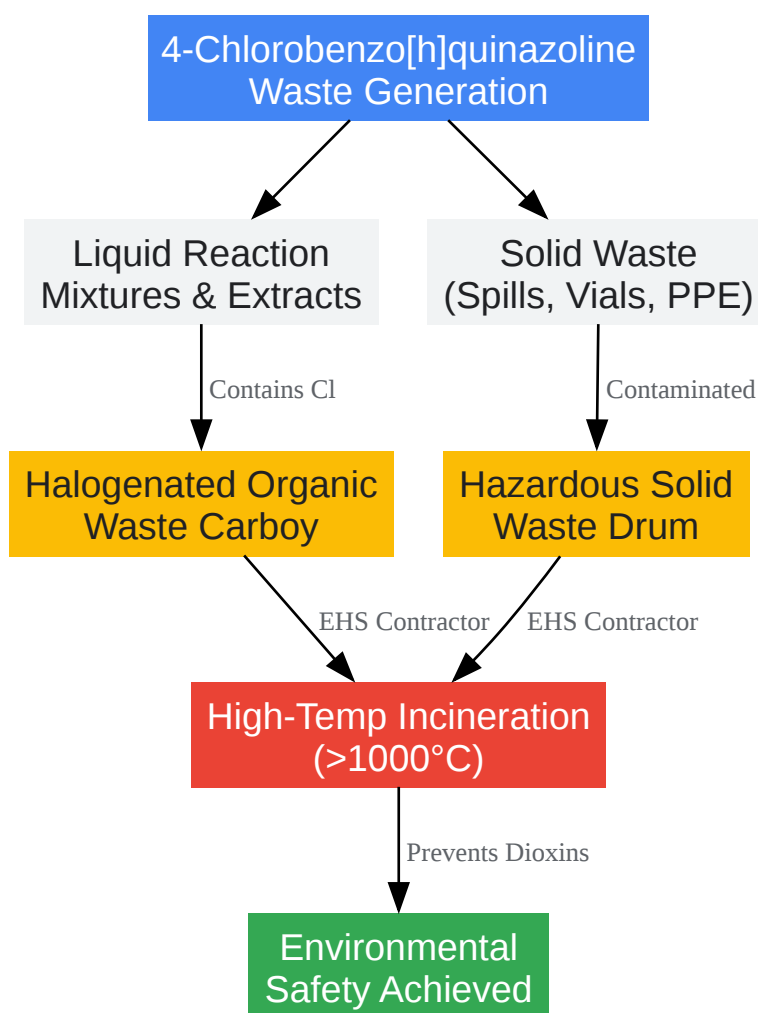 4-Chlorobenzo[h]quinazoline
Waste Generation
Liquid Reaction
Mixtures & Extracts
Solid Waste
(Spills, Vials, PPE)
Contains Cl
Contaminated
Halogenated Organic
Waste Carboy
Hazardous Solid
Waste Drum
EHS Contractor
EHS Contractor
High-Temp Incineration
(>1000°C)
Prevents Dioxins
Environmental
Safety Achieved